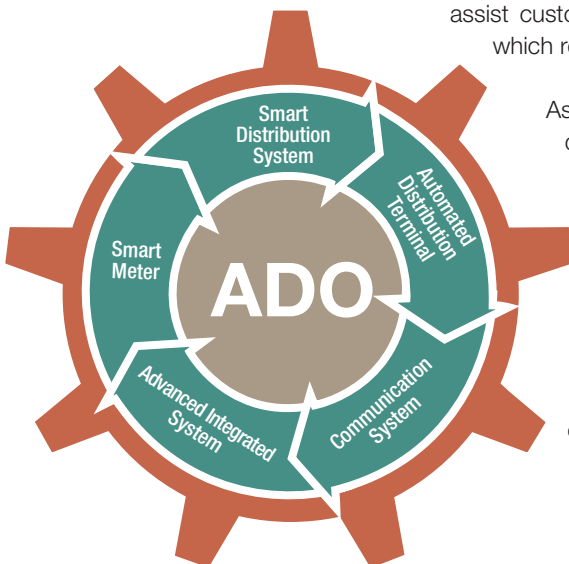 assist custo
which re
As
Smart
Distribution
System
Automated
Distribution
Terminal
Smart
Meter
ADO
Advanced Integrated
System
Communication
System